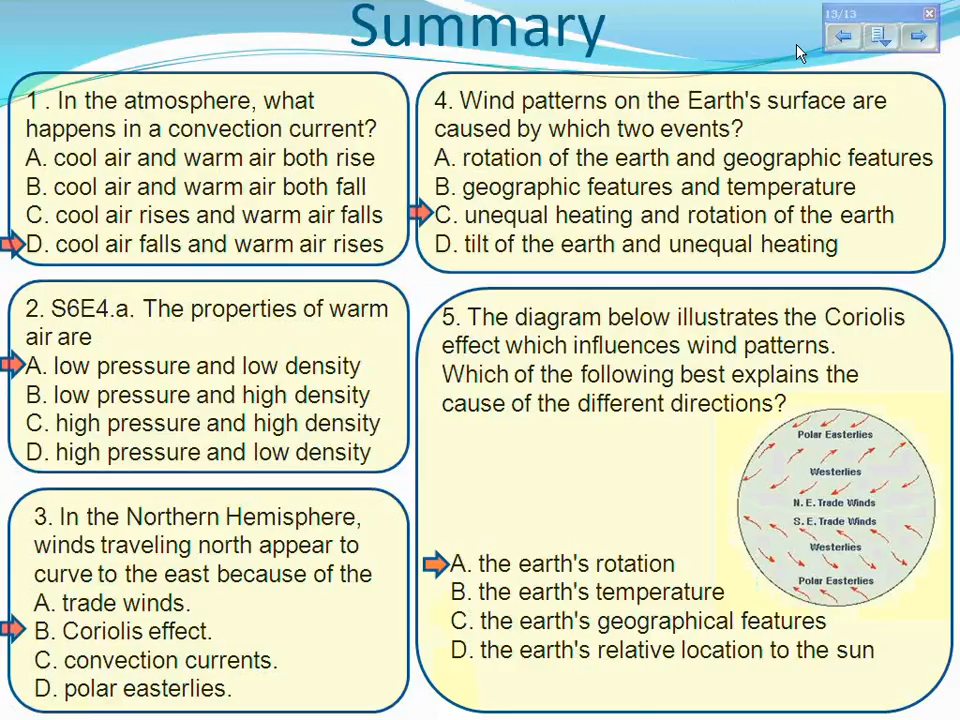 Summary
13/13
1 . In the atmosphere, what
happens in a convection current?
A. cool air and warm air both rise
B. cool air and warm air both fall
C. cool air rises and warm air falls
D. cool air falls and warm air rises
2. S6E4.a. The properties of warm
air are
A. low pressure and low density
B. low pressure and high density
C. high pressure and high density
D. high pressure and low density
3. In the Northern Hemisphere,
winds traveling north appear to
curve to the east because of the
A. trade winds.
B. Coriolis effect.
C. convection currents.
D. polar easterlies.
4. Wind patterns on the Earth's surface are
caused by which two events?
A. rotation of the earth and geographic features
B. geographic features and temperature
C. unequal heating and rotation of the earth
D. tilt of the earth and unequal heating
5. The diagram below illustrates the Coriolis
effect which influences wind patterns.
Which of the following best explains the
cause of the different directions?
Polar Easterlies
Westerlies
N. E. Trade Winds
S. E. Trade Winds
Westerlies
Polar Easterlies
A. the earth's rotation
B. the earth's temperature
C. the earth's geographical features
D. the earth's relative location to the sun